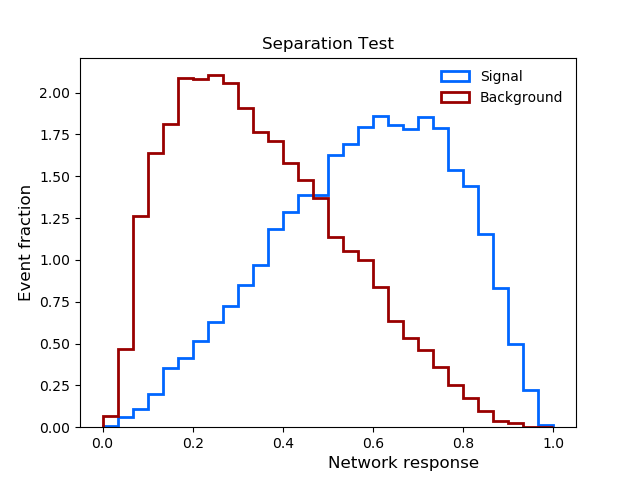 Separation Test
Signal
Background
Event fraction
2.00
1.75
1.50
1.25
1.00
0.75
0.50
0.25
0.00
0.0 0.2 0.4 0.6 0.8 1.0
Network response